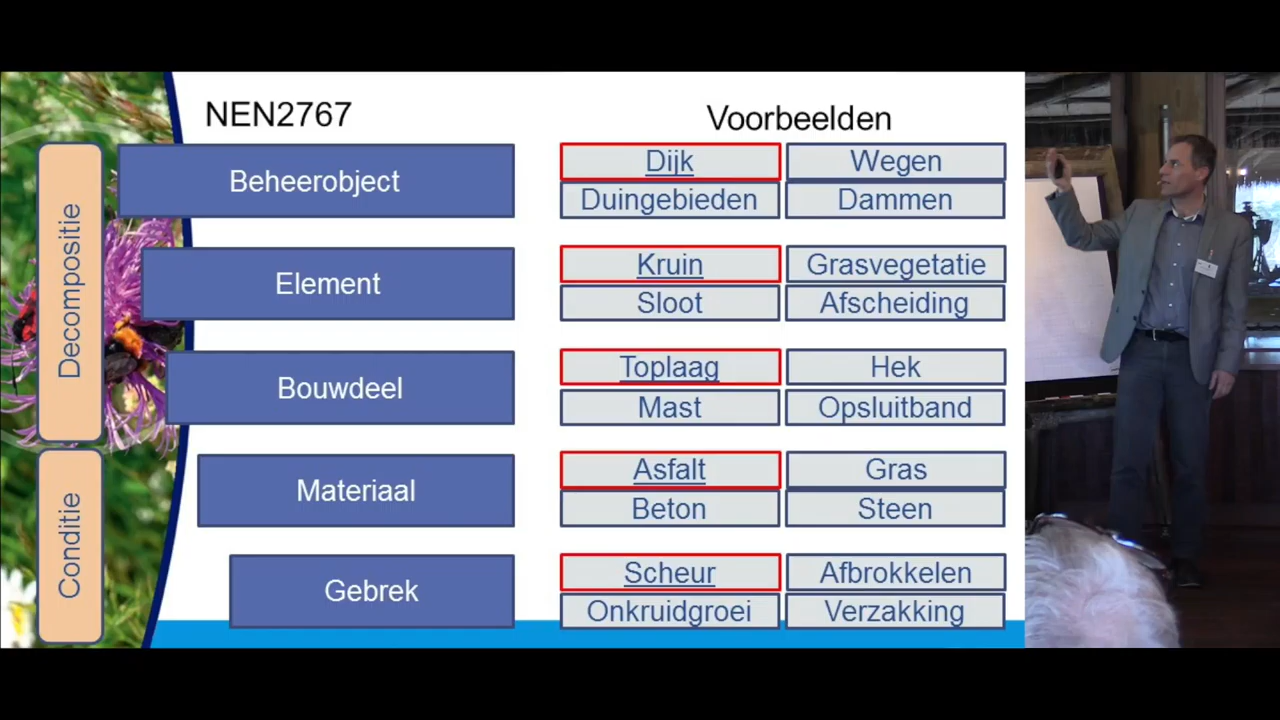 NEN2767
Voorbeelden
Decompositie
Beheerobject
Dijk
Wegen
Duingebieden
Dammen
Element
Kruin
Grasvegetatie
Sloot
Afscheiding
Bouwdeel
Toplaag
Hek
Mast
Opsluitband
Conditie
Materiaal
Asfalt
Gras
Beton
Steen
Gebrek
Scheur
Afbrokkelen
Onkruidgroei
Verzakking